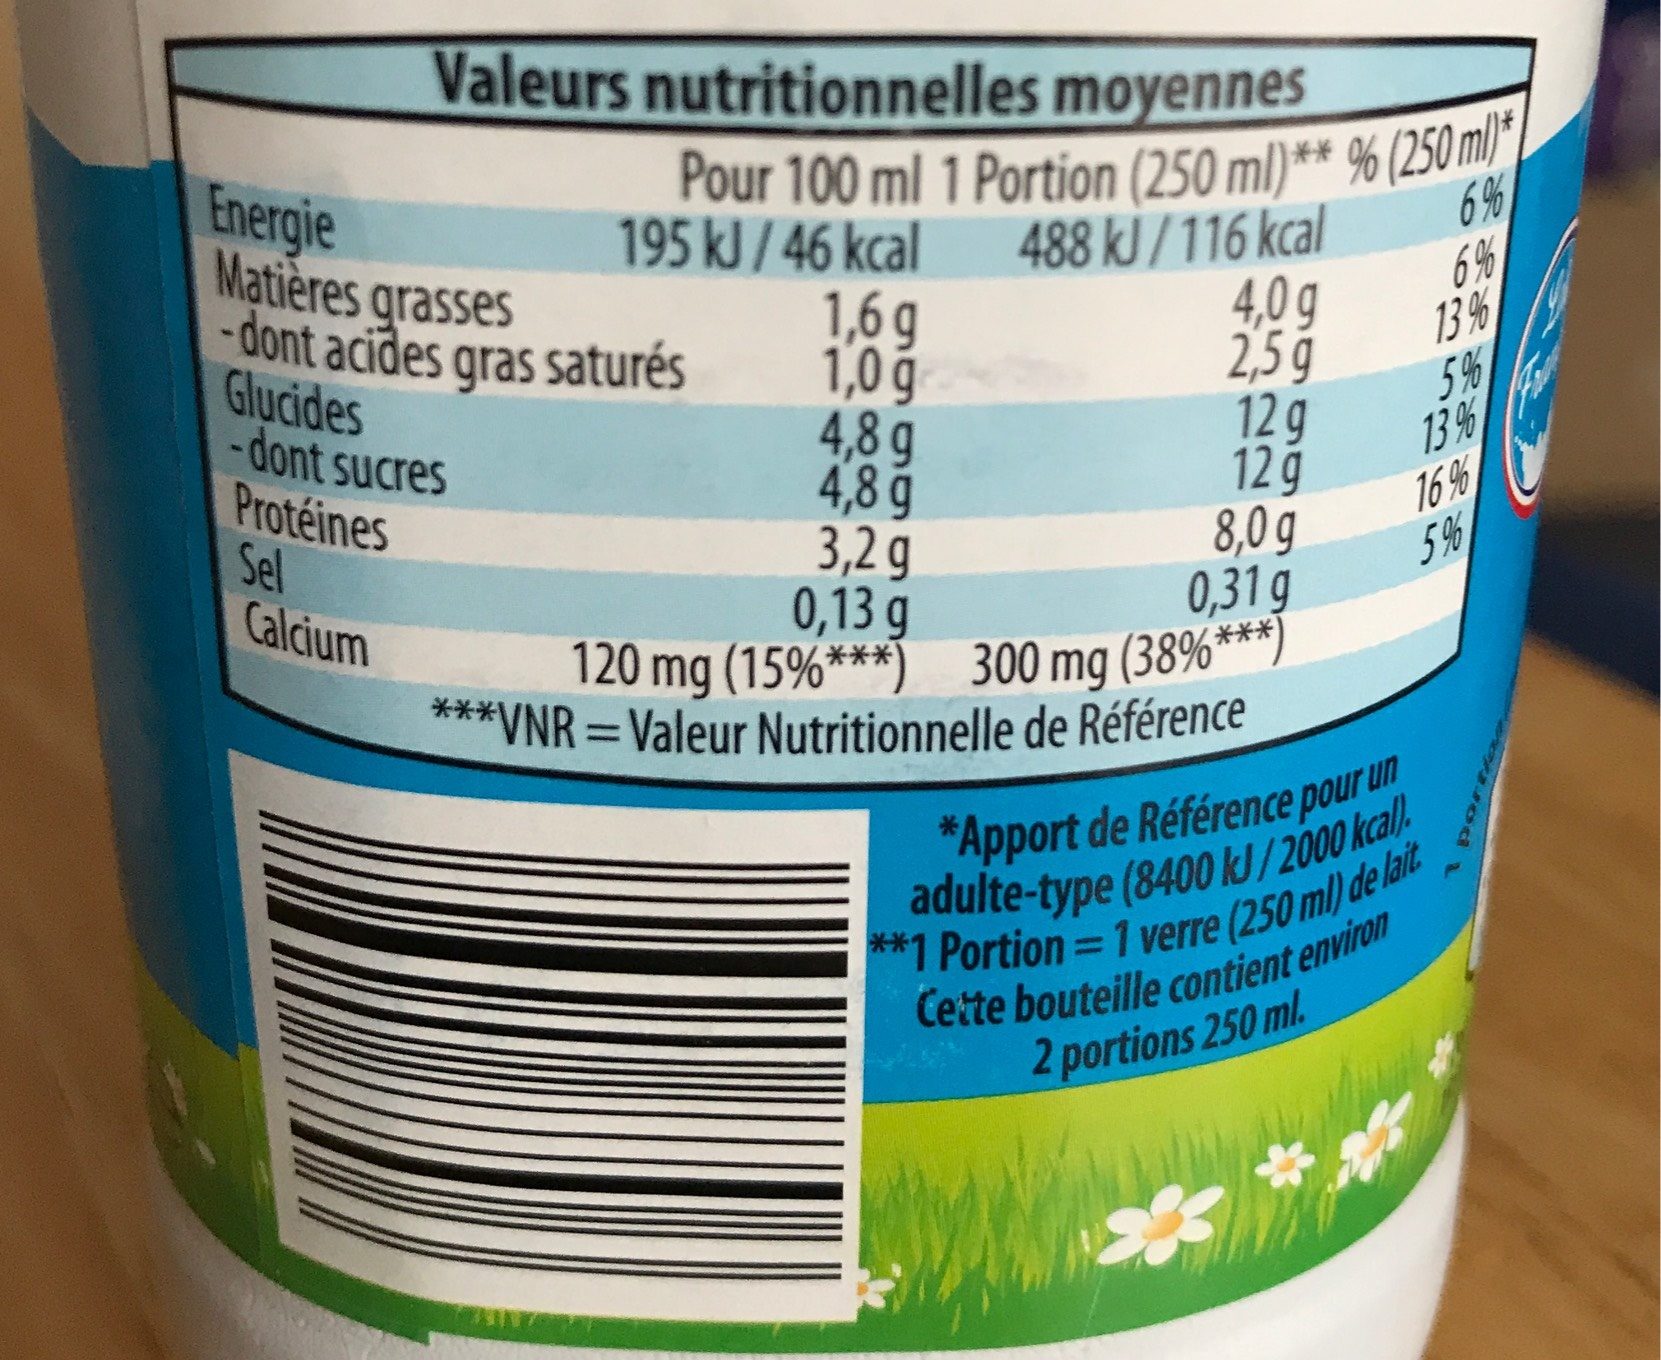 Valeurs nutritionnelles moyennes
Pour 100 ml 1 Portion (250 ml)** % (250 ml)*
Energie 195 kJ / 46 kcal 488 kJ / 116 kcal 6 %
Matières grasses 1,6 g 4,0 g 6 %
- dont acides gras saturés 1,0 g 2,5 g 13 %
Glucides 4,8 g 12 g 5 %
- dont sucres 4,8 g 12 g 13 %
Protéines 3,2 g 8,0 g 16 %
Sel 0,13 g 0,31 g 5 %
Calcium 120 mg (15%***) 300 mg (38%***)
***VNR = Valeur Nutritionnelle de Référence
*Apport de Référence pour un
adulte-type (8400 kJ / 2000 kcal).
**1 Portion = 1 verre (250 ml) de lait.
Cette bouteille contient environ
2 portions 250 ml.
1 portion